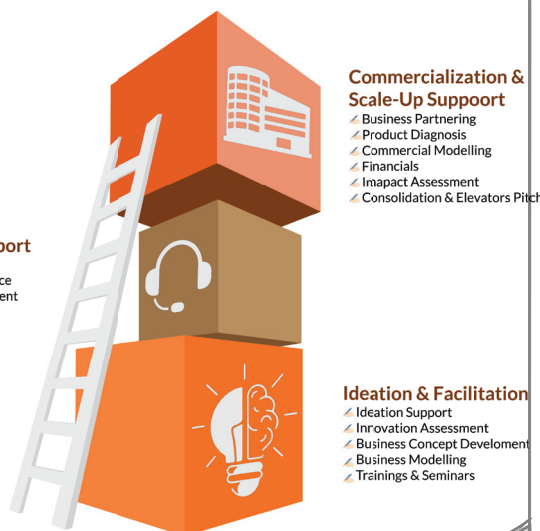 Commercialization &
Scale-Up Suppoort
Business Partnering
Product Diagnosis
Commercial Modelling
Financials
Imapact Assessment
Consolidation & Elevators Pitch
port
ce
ent
Ideation & Facilitation
Ideation Support
Innovation Assessment
Business Concept Develoment
Business Modelling
Trainings & Seminars